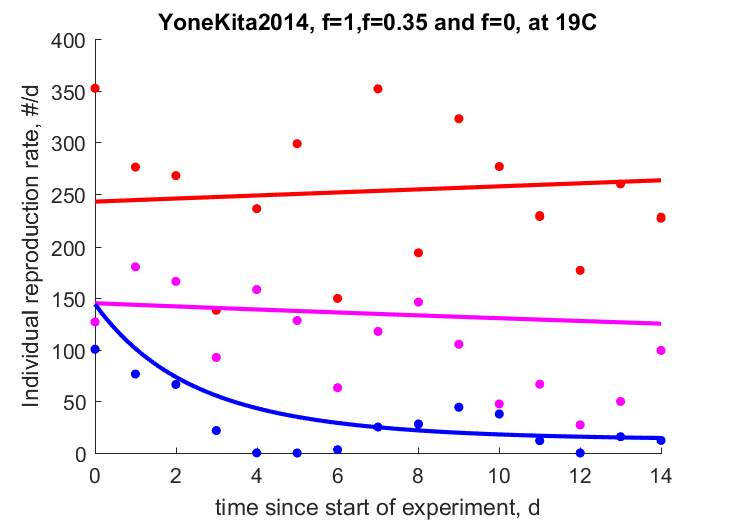 YoneKita2014, f=1,f=0.35 and f=0, at 19C
Individual reproduction rate, #/d
400
350
300
250
200
150
100
50
0
0 2 4 6 8 10 12 14
time since start of experiment, d